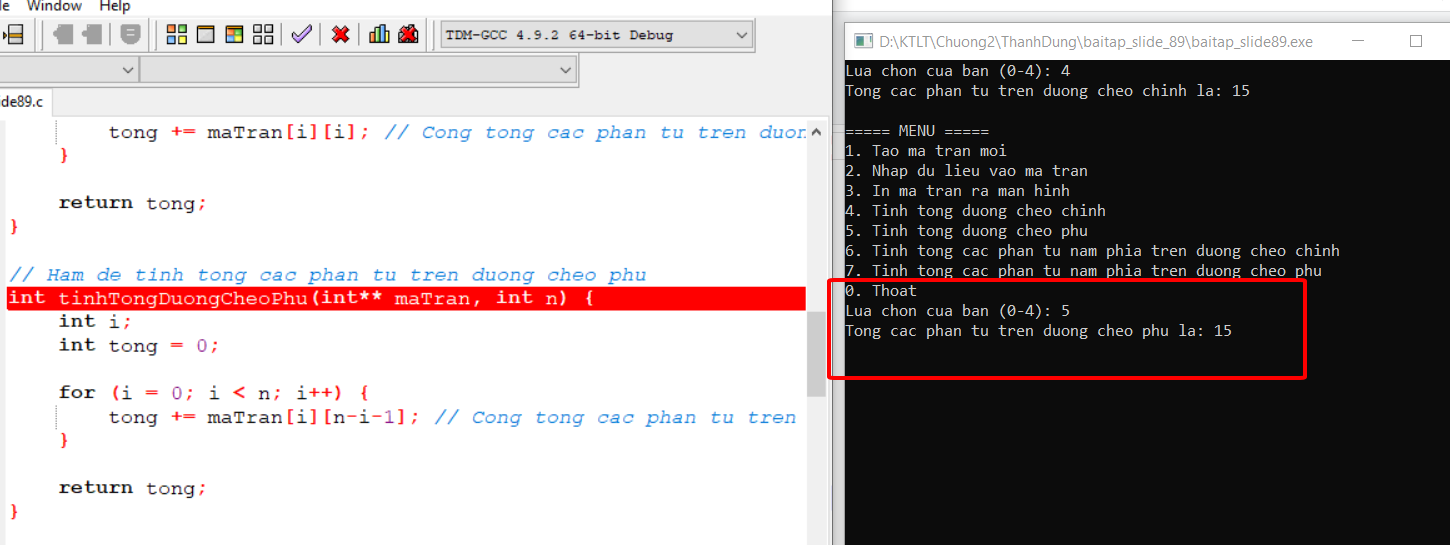 Window Help
TDM-GCC 4.9.2 64-bit Debug
lide89.c
tong += maTran[i][i]; // Cong tong cac phan tu tren
}
return tong;
}
// Ham de tinh tong cac phan tu tren duong cheo phu
int tinhTongDuongCheoPhu(int** maTran, int n) {
int i;
int tong = 0;
for (i = 0; i < n; i++) {
tong += maTran[i][n-i-1]; // Cong tong cac phan tu tren
}
return tong;
}
D:\KTLT\Chuong2\ThanhDung\baitap_slide_89\baitap_slide89.exe
Lua chon cua ban (0-4): 4
Tong cac phan tu tren duong cheo chinh la: 15
===== MENU =====
1. Tao ma tran moi
2. Nhap du lieu vao ma tran
3. In ma tran ra man hinh
4. Tinh tong duong cheo chinh
5. Tinh tong duong cheo phu
6. Tinh tong cac phan tu nam phia tren duong cheo chinh
7. Tinh tong cac phan tu nam phia tren duong cheo phu
0. Thoat
Lua chon cua ban (0-4): 5
Tong cac phan tu tren duong cheo phu la: 15